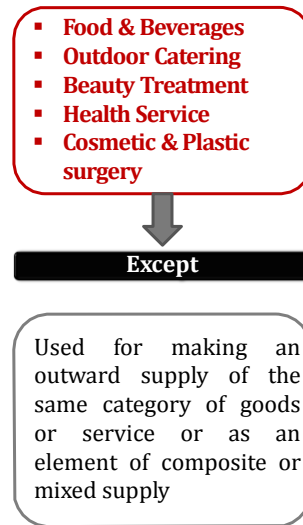 ▪ Food & Beverages
▪ Outdoor Catering
▪ Beauty Treatment
▪ Health Service
▪ Cosmetic & Plastic
surgery
Except
Used for making an
outward supply of the
same category of goods
or service or as an
element of composite or
mixed supply